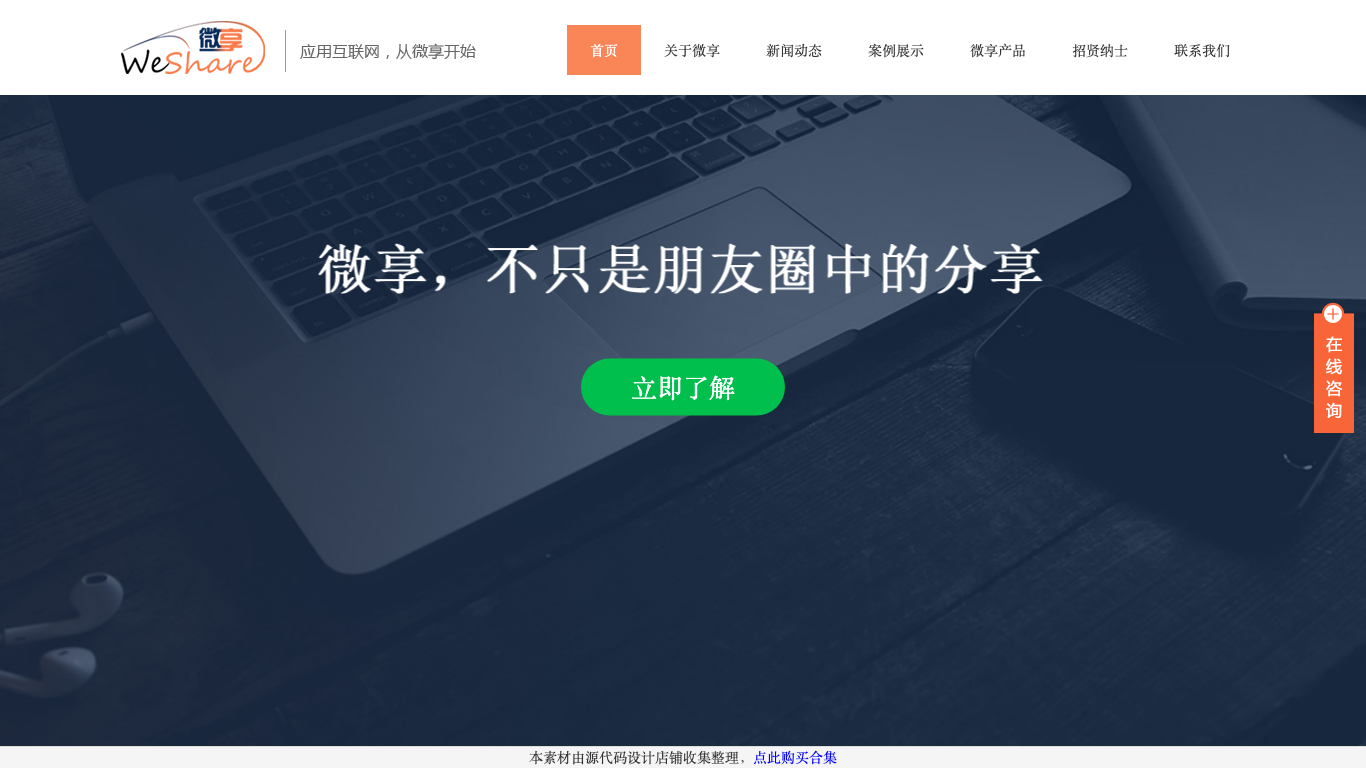 微享
WeShare
应用互联网，从微享开始
首页
关于微享
新闻动态
案例展示
微享产品
招贤纳士
联系我们
微享，不只是朋友圈中的分享
立即了解
在线咨询
本素材由源代码设计店铺收集整理，点此购买合集